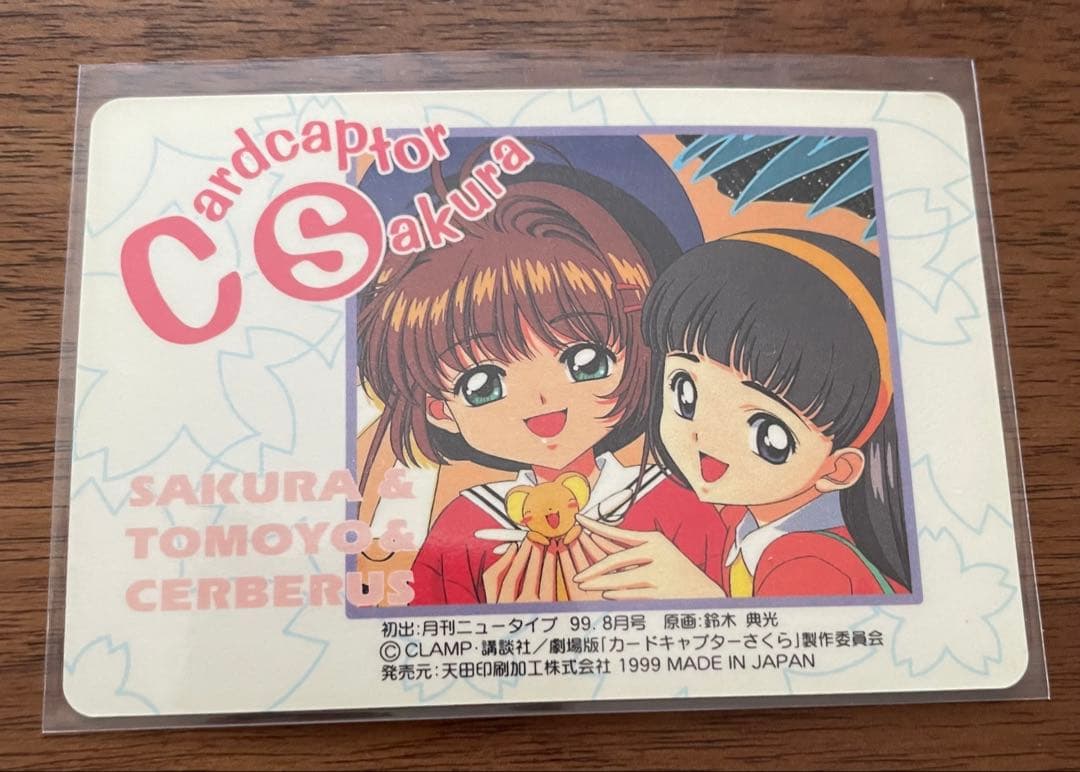 Cardcaptor
Sakura
SAKURA &
TOMOYO &
CERBERUS
初出:月刊ニュータイプ 99. 8月号 原画:鈴木 典光
©CLAMP・講談社／劇場版「カードキャプターさくら」製作委員会
発売元:天田印刷加工株式会社 1999 MADE IN JAPAN